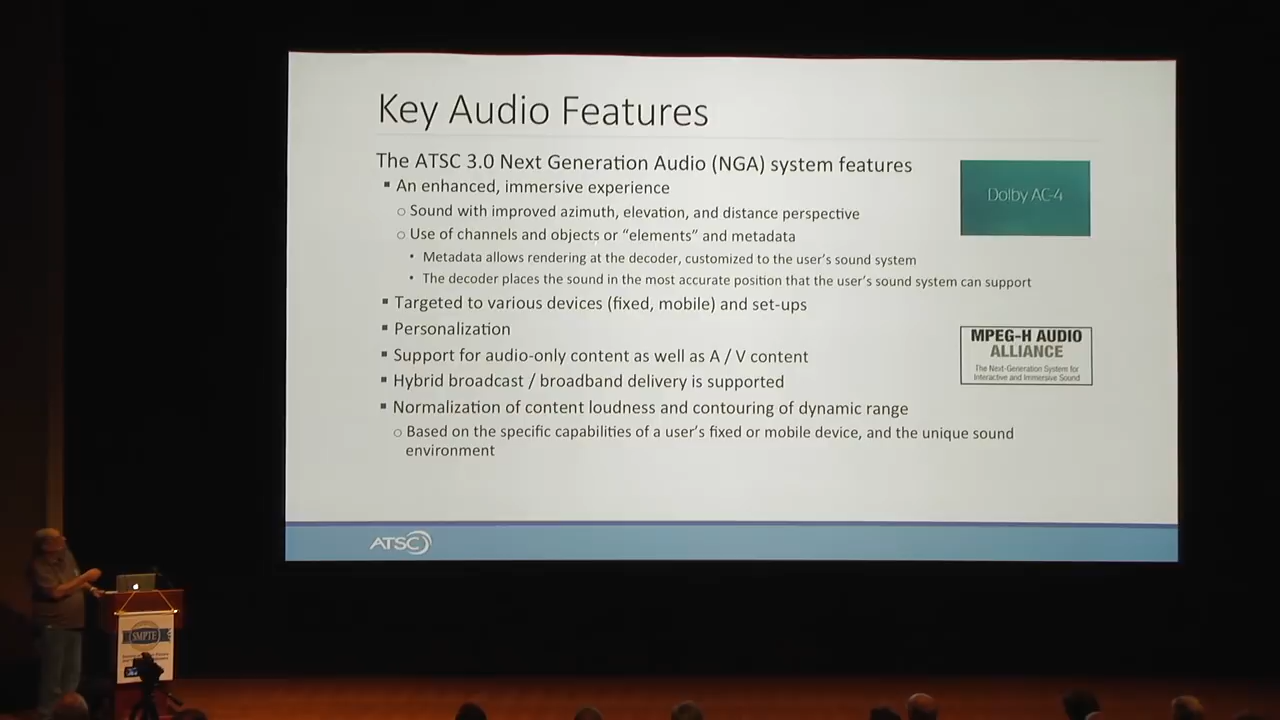 Key Audio Features
The ATSC 3.0 Next Generation Audio (NGA) system features
▪ An enhanced, immersive experience
○ Sound with improved azimuth, elevation, and distance perspective
○ Use of channels and objects or “elements” and metadata
• Metadata allows rendering at the decoder, customized to the user’s sound system
• The decoder places the sound in the most accurate position that the user’s sound system can support
▪ Targeted to various devices (fixed, mobile) and set-ups
▪ Personalization
▪ Support for audio-only content as well as A / V content
▪ Hybrid broadcast / broadband delivery is supported
▪ Normalization of content loudness and contouring of dynamic range
○ Based on the specific capabilities of a user’s fixed or mobile device, and the unique sound
environment
Dolby AC-4
MPEG-H AUDIO
ALLIANCE
The Next-Generation System for
Interactive and Immersive Sound
ATSC
SMPTE